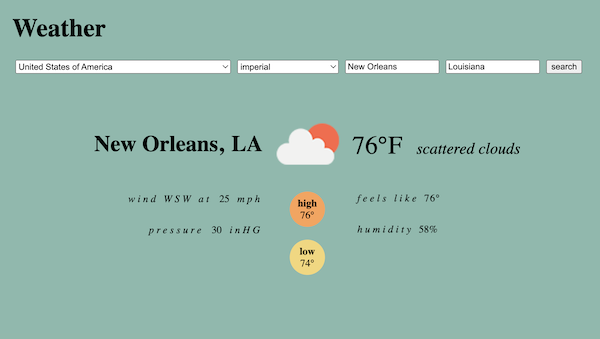 Weather
United States of America imperial New Orleans Louisiana search
New Orleans, LA 76°F scattered clouds
wind WSW at 25 mph high 76° feels like 76°
pressure 30 inHG humidity 58%
low
74°